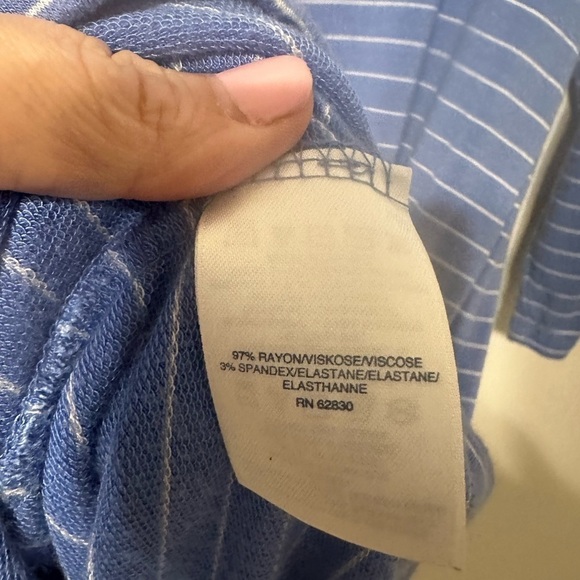 97% RAYON/VISKOSE/VISCOSE
3% SPANDEX/ELASTANE/ELASTANE/
ELASTHANNE
RN 62830